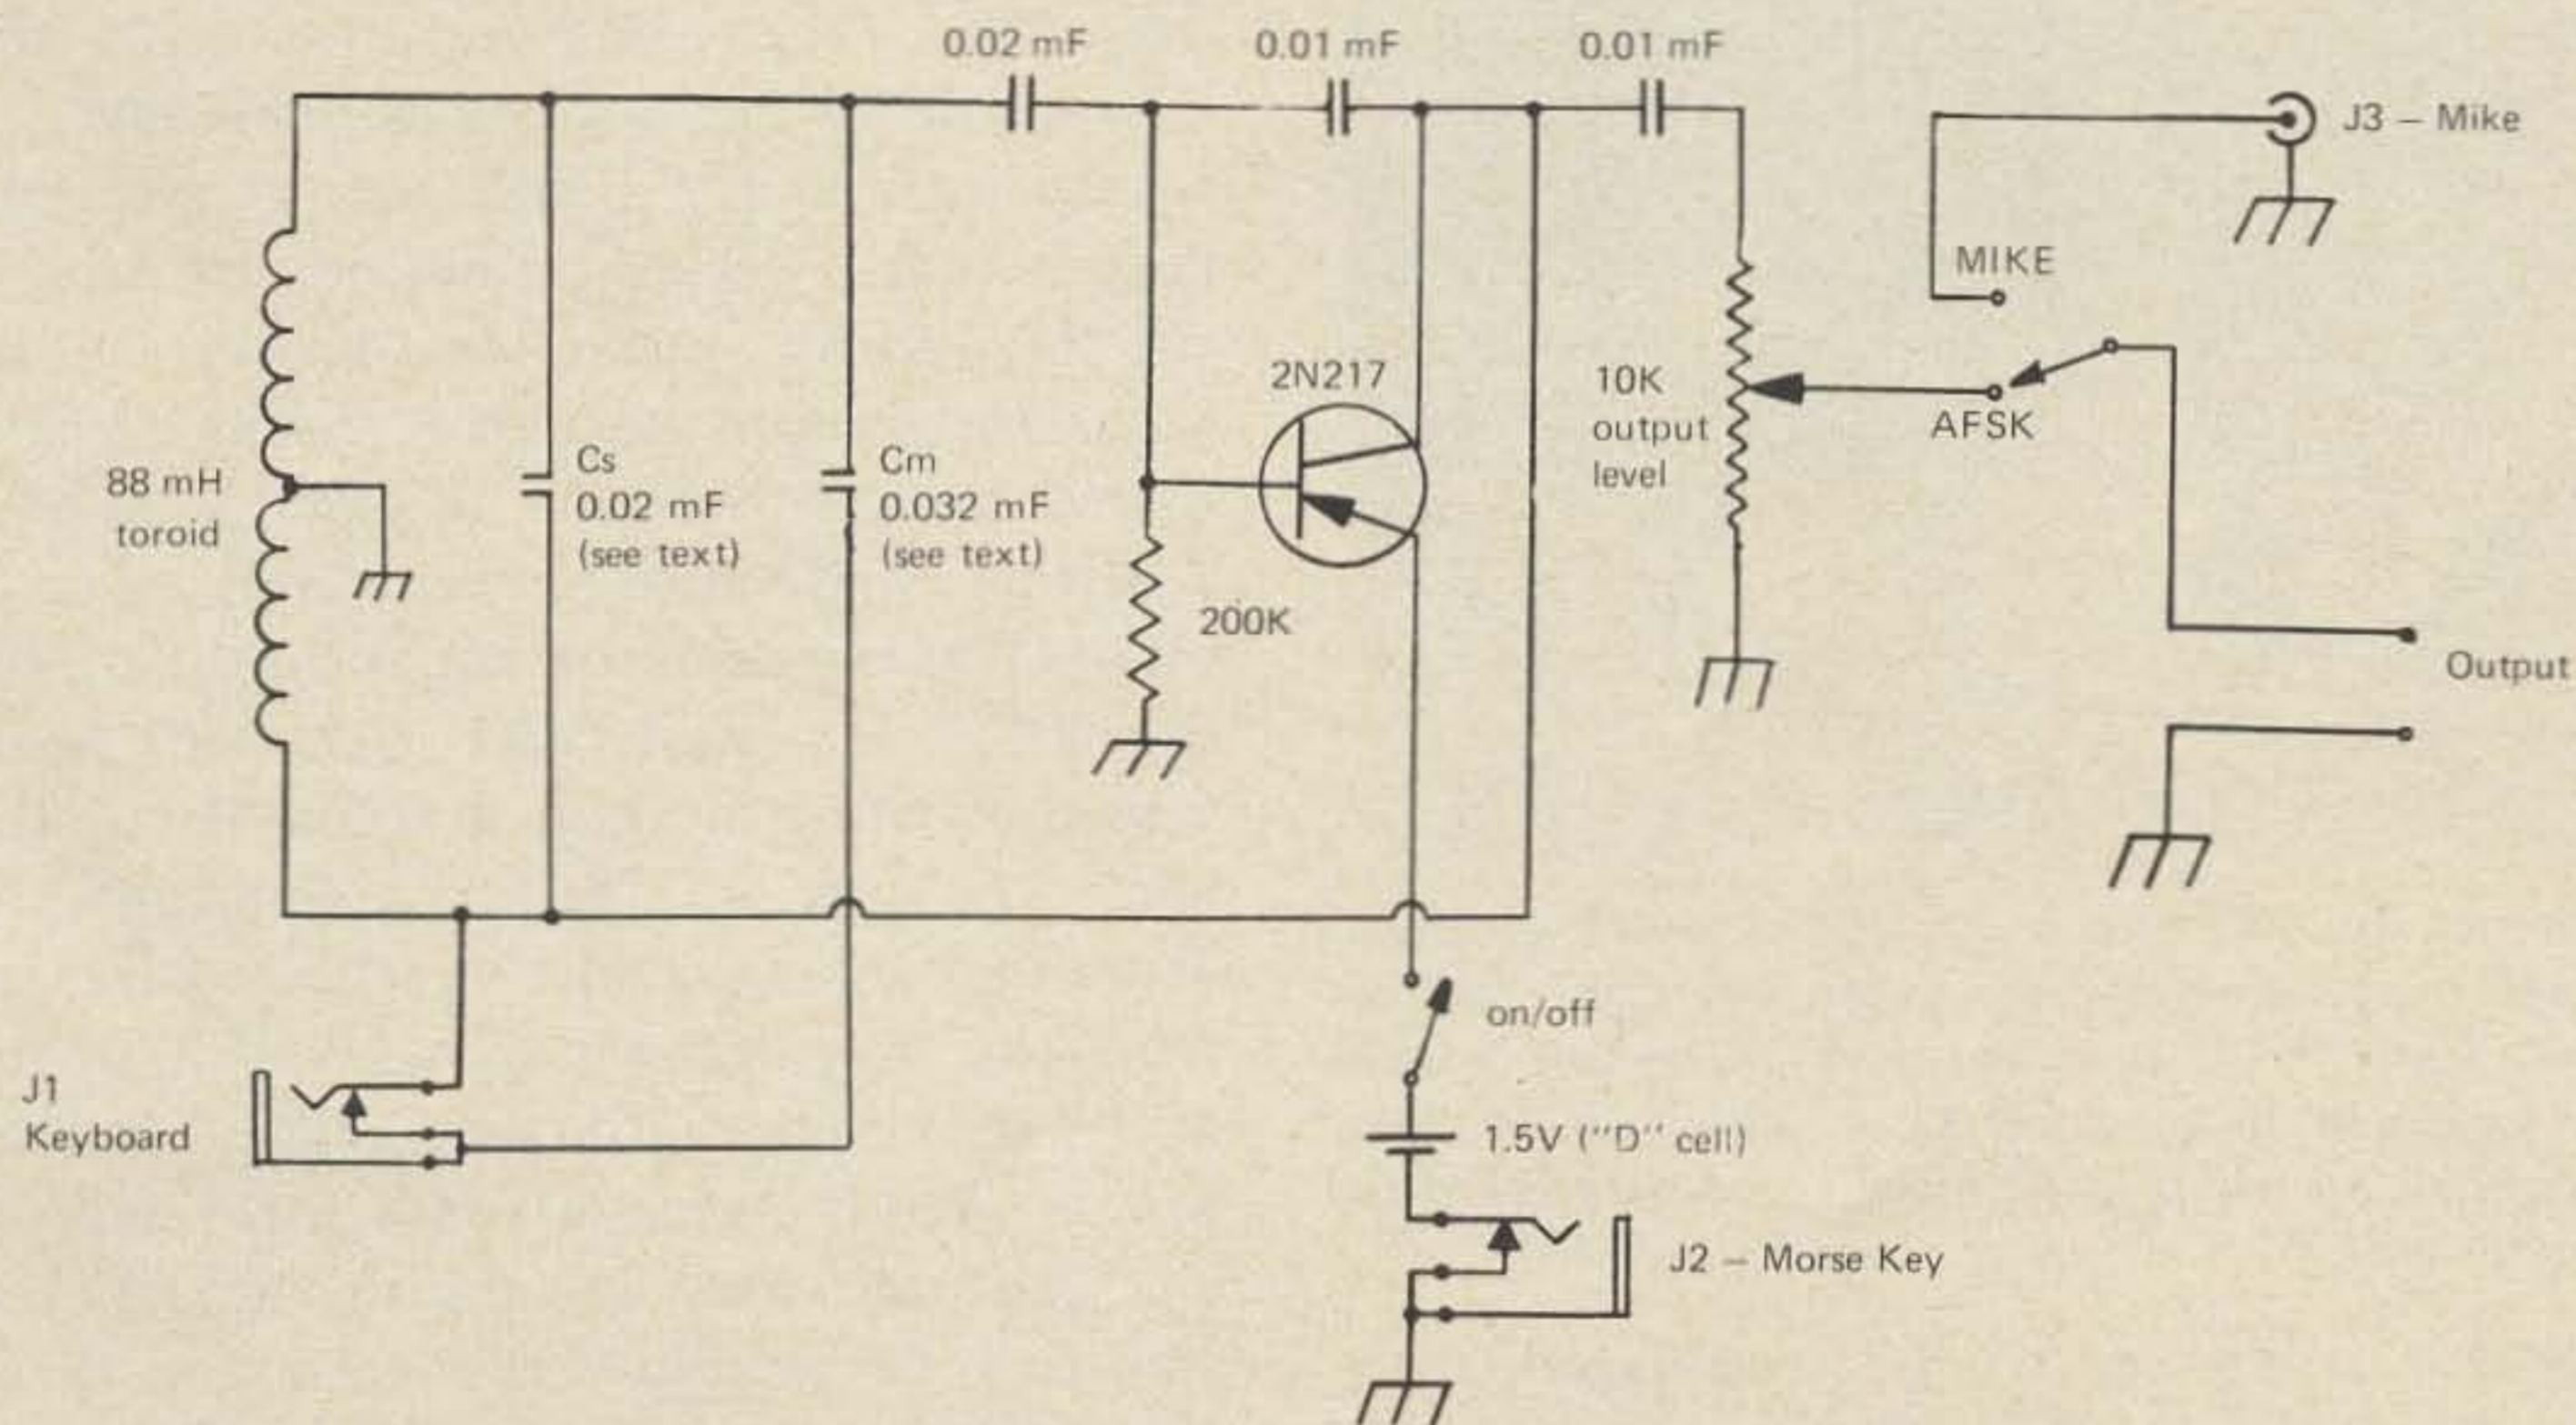 0.02 mF
0.01 mF
0.01 mF
J3 – Mike
MIKE
2N217
10K
output
level
AFSK
88 mH
toroid
Cs
0.02 mF
(see text)
Cm
0.032 mF
(see text)
200K
Output
on/off
J1
Keyboard
1.5V ("D" cell)
J2 – Morse Key